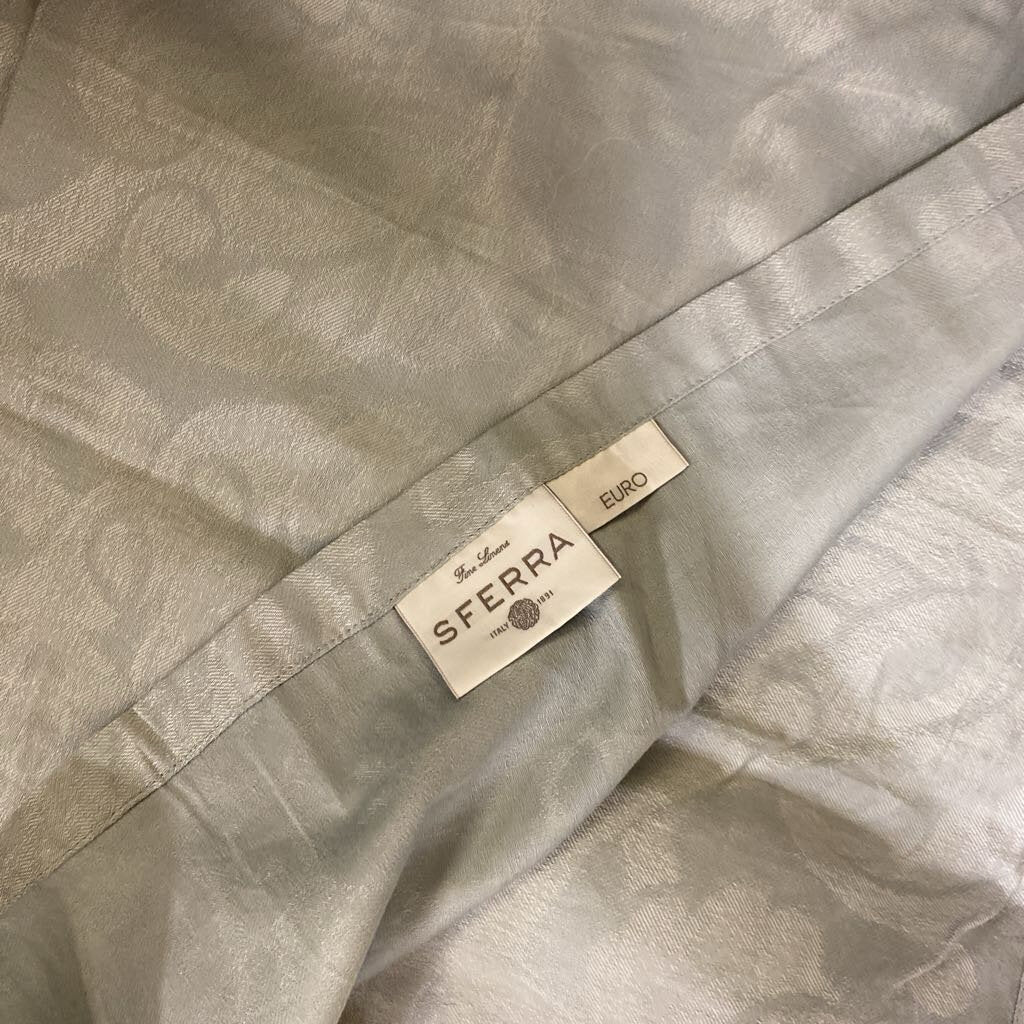 Fine Linens
SFERRA
ITALY 1891
EURO